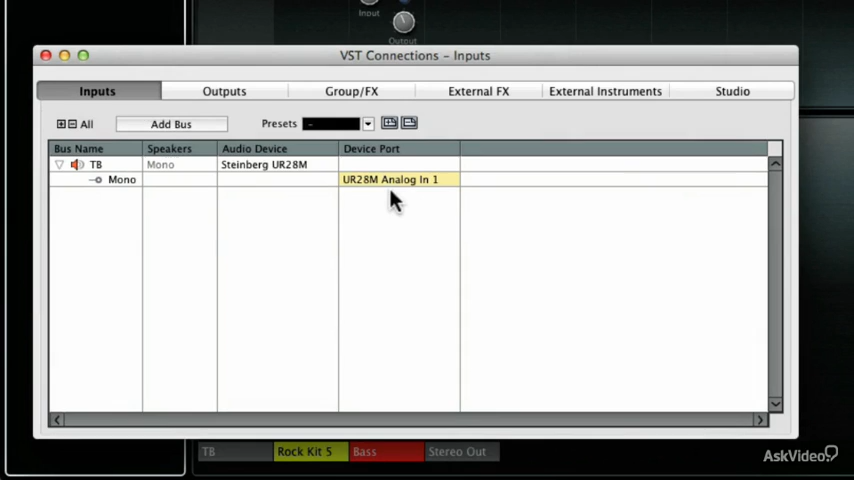 Input
Output
VST Connections - Inputs
Inputs Outputs Group/FX External FX External Instruments Studio
All Add Bus Presets -
Bus Name Speakers Audio Device Device Port
TB Mono Steinberg UR28M
Mono UR28M Analog In 1
TB Rock Kit 5 Bass Stereo Out
AskVideo